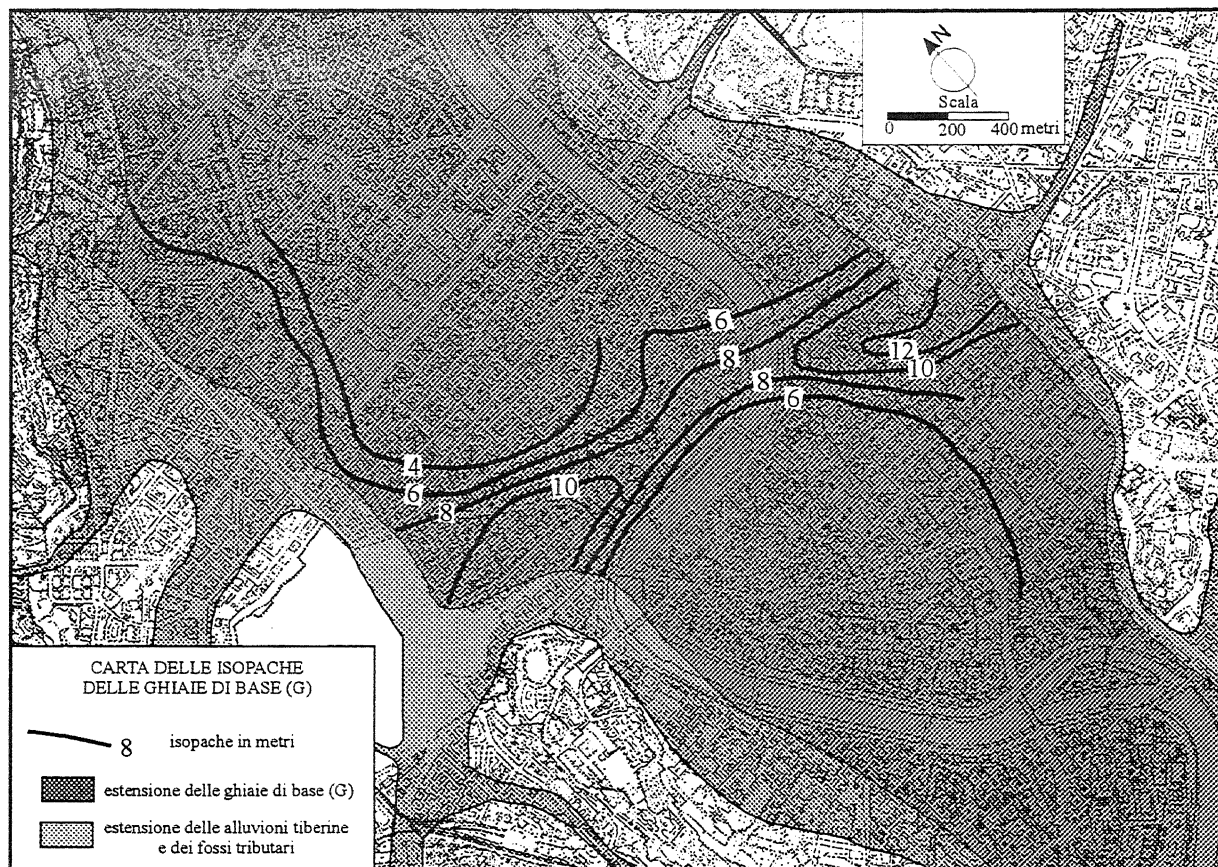 N
Scala
0 200 400 metri
6
12
8
10
8
6
4
10
6
8
CARTA DELLE ISOPACHE
DELLE GHIAIE DI BASE (G)
8 isopache in metri
estensione delle ghiaie di base (G)
estensione delle alluvioni tiberine
e dei fossi tributari